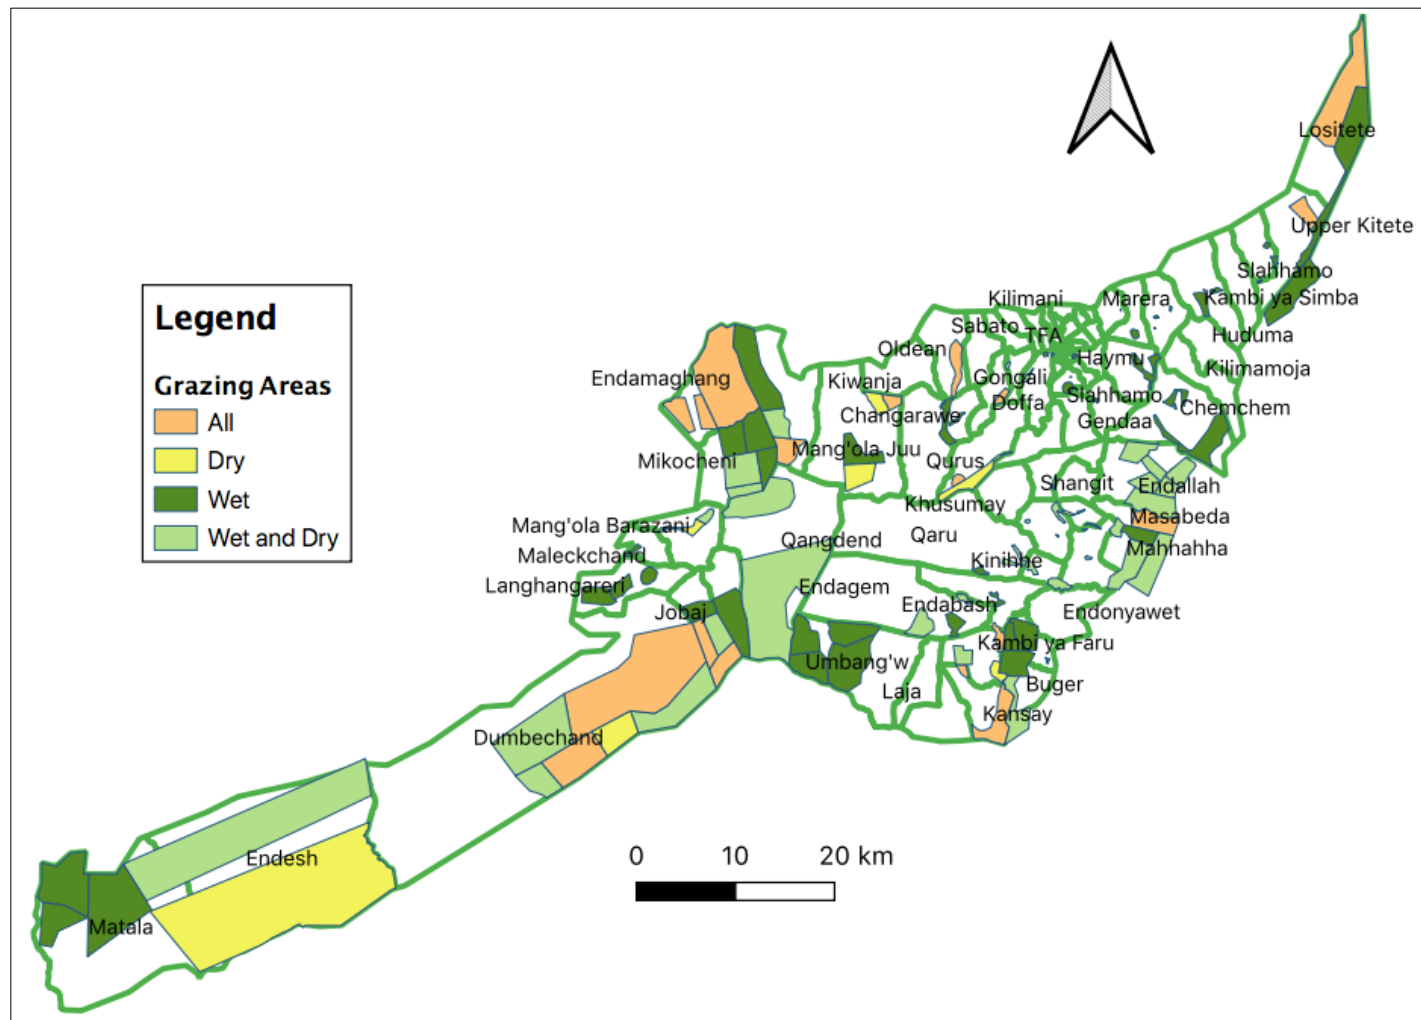 Lositete
Upper Kitete
Slahhamo
Kilimani
Marera
Kambi ya Simba
Legend
Sabato
TFA
Huduma
Oldean
Haymu
Kilimamoja
Grazing Areas
Endamaghang
Kiwanja
Gongali
All
Changarawe
Doffa
Slahhamo
Chemchem
Gendaa
Dry
Mikocheni
Mang'ola Juu
Qurus
Shangit
Endallah
Wet
Khusumay
Masabeda
Wet and Dry
Mang'ola Barazani
Qangdend
Qaru
Mahhahha
Maleckchand
Kinihhe
Langhangareri
Endagem
Jobaj
Endabash
Endonyawet
Kambi ya Faru
Umbang'w
Laja
Buger
Kansay
Dumbechand
Endesh
0 10 20 km
Matala